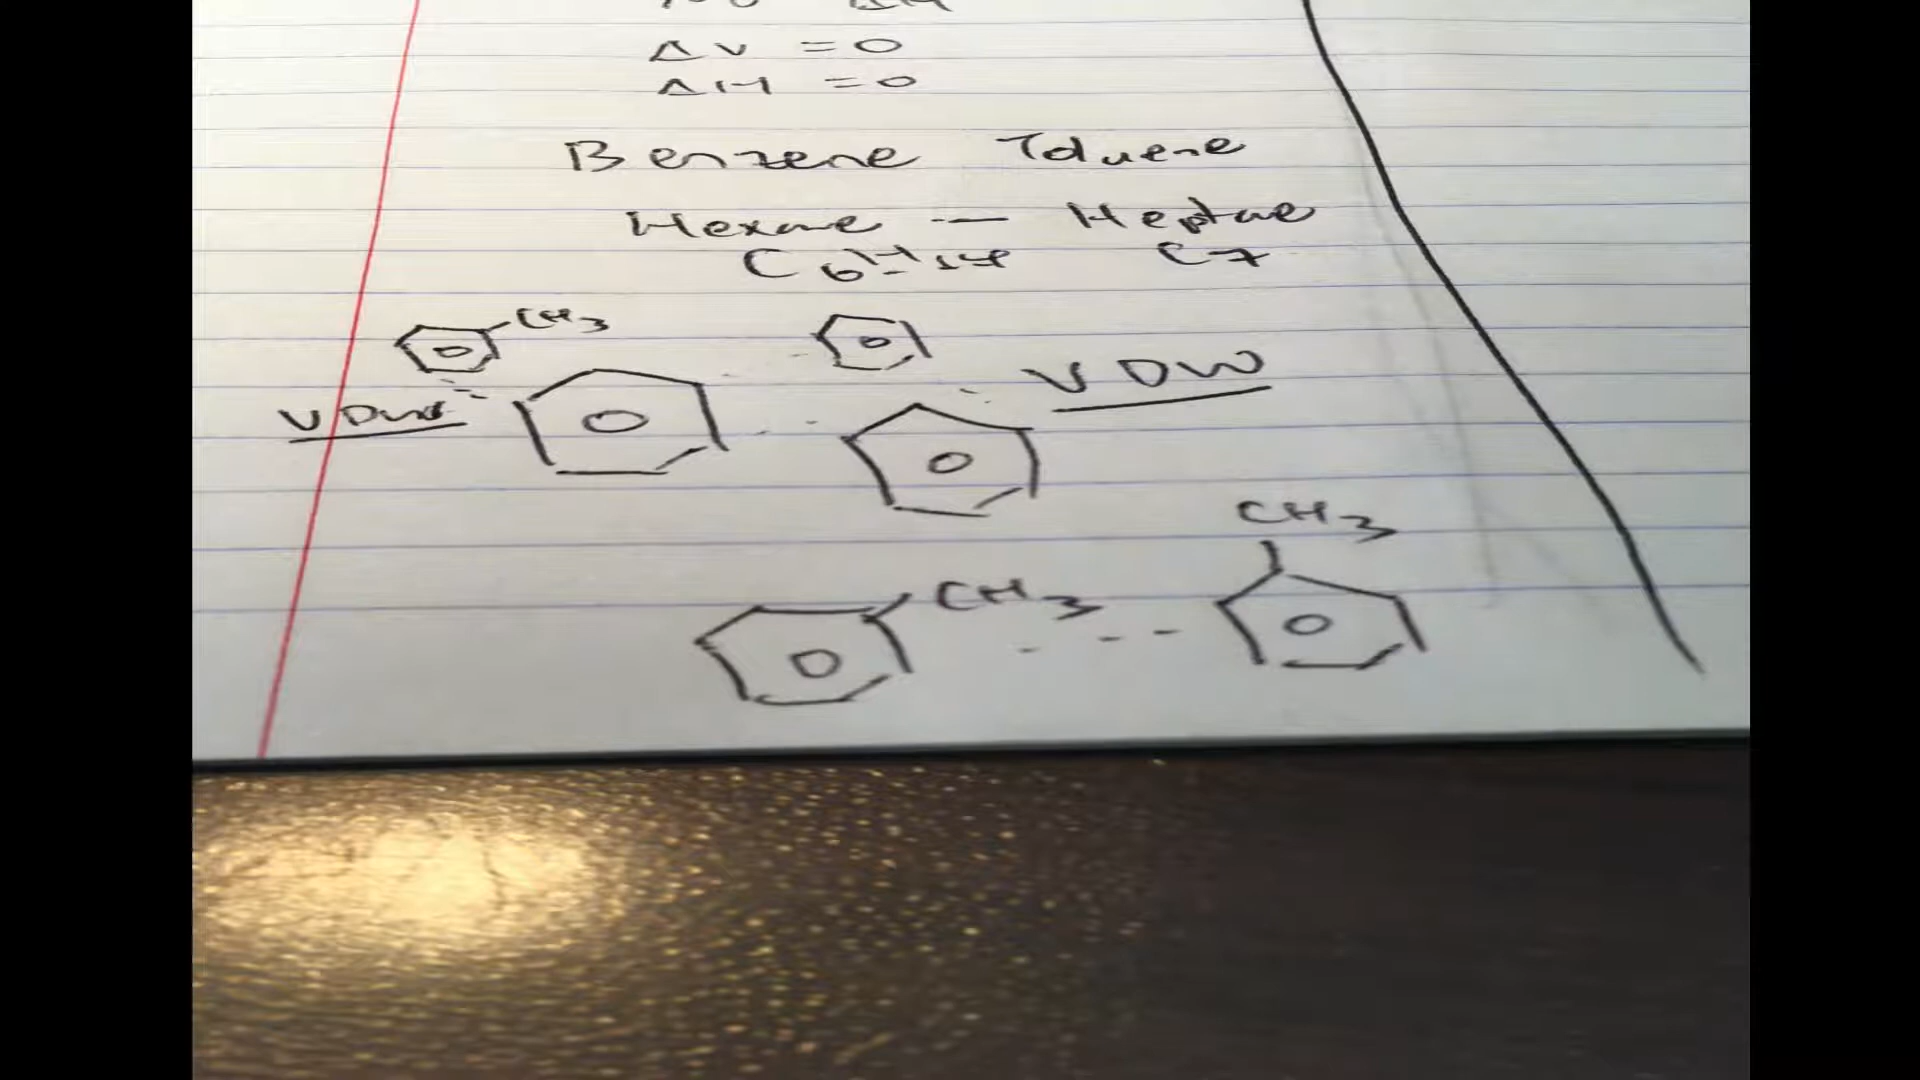 ΔV = 0
ΔH = 0
Benzene Toluene
Hexane — Heptane
C6H14 C7
CH3
VDW
VDW
CH3
CH3